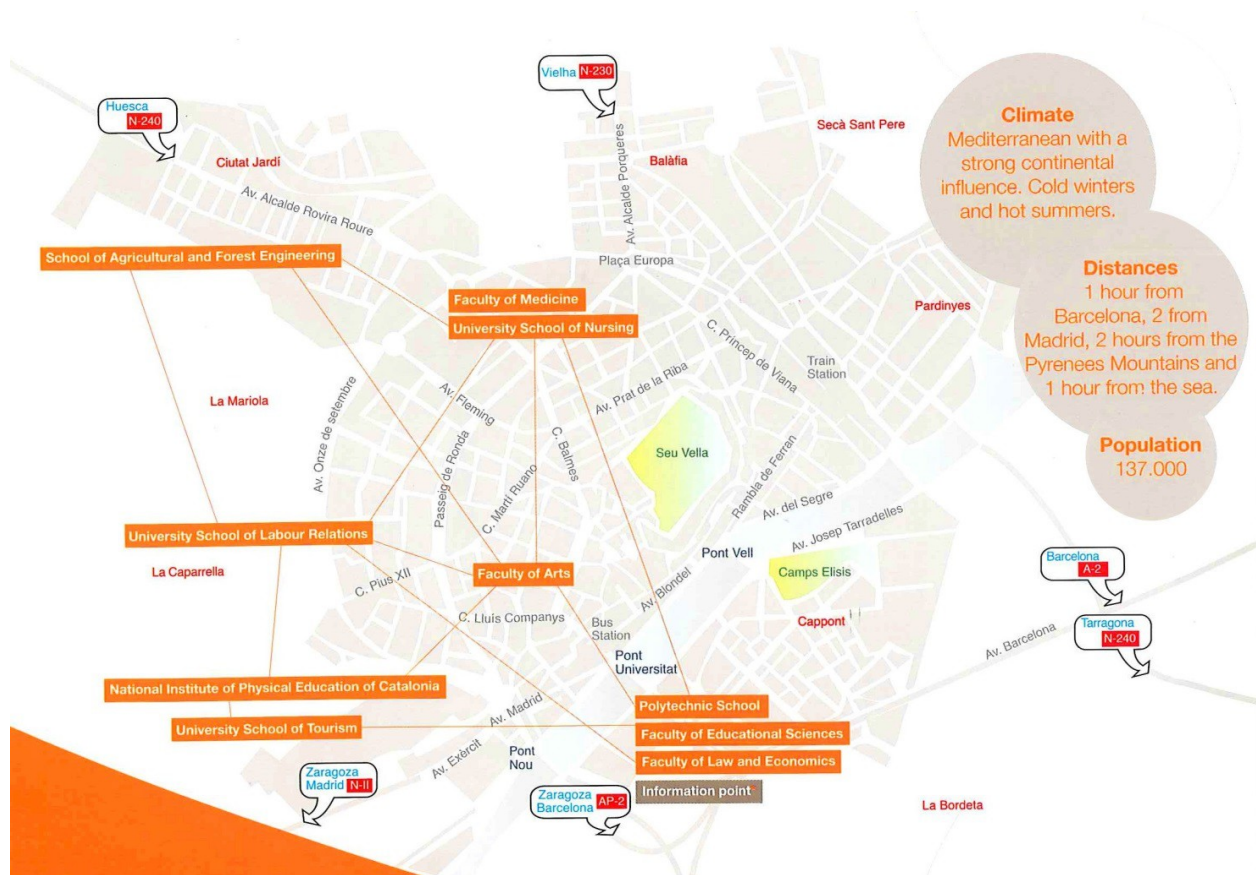 Vielha N-230
Huesca
N-240
Secà Sant Pere
Ciutat Jardí
Balàfia
Av. Alcalde Porqueres
Av. Alcalde Rovira Roure
Climate
Mediterranean with a
strong continental
influence. Cold winters
and hot summers.
School of Agricultural and Forest Engineering
Plaça Europa
Distances
1 hour from
Barcelona, 2 from
Madrid, 2 hours from the
Pyrenees Mountains and
1 hour from the sea.
Faculty of Medicine
University School of Nursing
Pardinyes
C. Príncep de Viana
Train
Station
Av. Prat de la Riba
La Mariola
Av. Fleming
Av. Onze de setembre
Passeig de Ronda
C. Balmes
C. Martí Ruano
Seu Vella
Rambla de Ferran
Population
137.000
Av. del Segre
Av. Josep Tarradelles
University School of Labour Relations
Pont Vell
La Caparrella
C. Pius XII
Faculty of Arts
Camps Elisis
Av. Blondel
Barcelona
A-2
C. Lluis Companys
Bus
Station
Cappont
Tarragona
N-240
Av. Barcelona
Pont
Universitat
National Institute of Physical Education of Catalonia
University School of Tourism
Av. Madrid
Av. Exèrcit
Polytechnic School
Faculty of Educational Sciences
Faculty of Law and Economics
Pont
Nou
Information point
Zaragoza
Madrid N-II
Zaragoza
Barcelona AP-2
La Bordeta